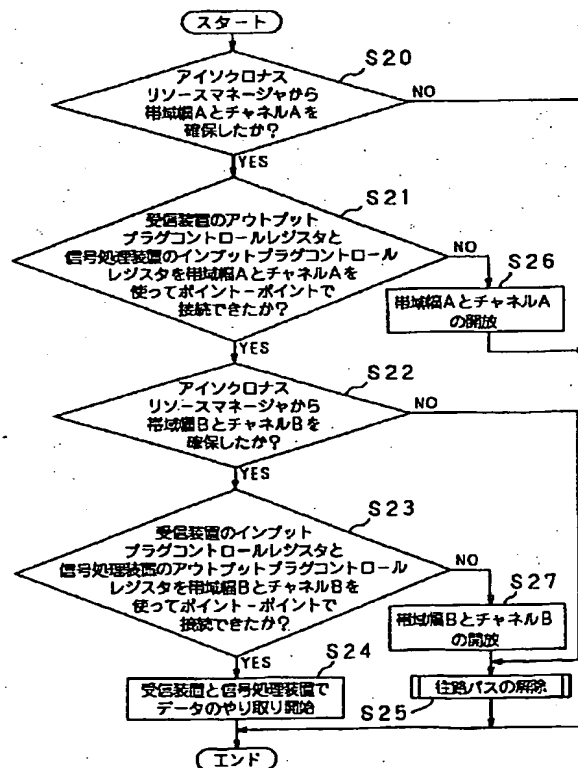 スタート
S20
アイソクロナス
リソースマネージャから
帯域幅AとチャネルAを
確保したか?
NO
YES
S21
受信装置のアウトプット
プラグコントロールレジスタと
信号処理装置のインプットプラグコントロール
レジスタを帯域幅AとチャネルAを
使ってポイント-ポイントで
接続できたか?
NO
S26
帯域幅AとチャネルA
の開放
YES
S22
アイソクロナス
リソースマネージャから
帯域幅BとチャネルBを
確保したか?
NO
YES
S23
受信装置のインプット
プラグコントロールレジスタと
信号処理装置のアウトプットプラグコントロール
レジスタを帯域幅BとチャネルBを
使ってポイント-ポイントで
接続できたか?
NO
S27
帯域幅BとチャネルB
の開放
YES
S24
受信装置と信号処理装置で
データのやり取り開始
往路パスの解除
S25
エンド